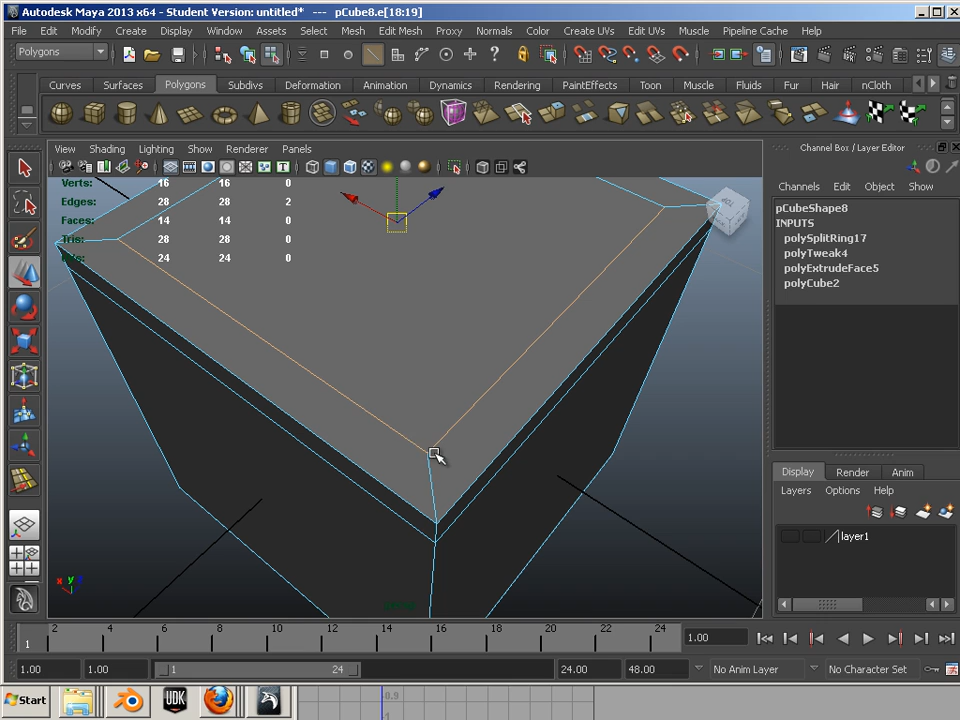 Autodesk Maya 2013 x64 - Student Version: untitled* --- pCube8.e[18:19]
File Edit Modify Create Display Window Assets Select Mesh Edit Mesh Proxy Normals Color Create UVs Edit UVs Muscle Pipeline Cache Help
Polygons
Curves Surfaces Polygons Subdivs Deformation Animation Dynamics Rendering PaintEffects Toon Muscle Fluids Fur Hair nCloth
View Shading Lighting Show Renderer Panels
Channel Box / Layer Editor
Channels Edit Object Show
Verts: 16 16 0
Edges: 28 28 2
Faces: 14 14 0
Tris: 28 28 0
24 24 0
pCubeShape8
INPUTS
polySplitRing17
polyTweak4
polyExtrudeFace5
polyCube2
Display Render Anim
Layers Options Help
layer1
x y
persp
2 4 6 8 10 12 14 16 18 20 22 24
1
1.00
1.00 1.00 1 24 24.00 48.00 No Anim Layer No Character Set
Start UDK
0.9
1